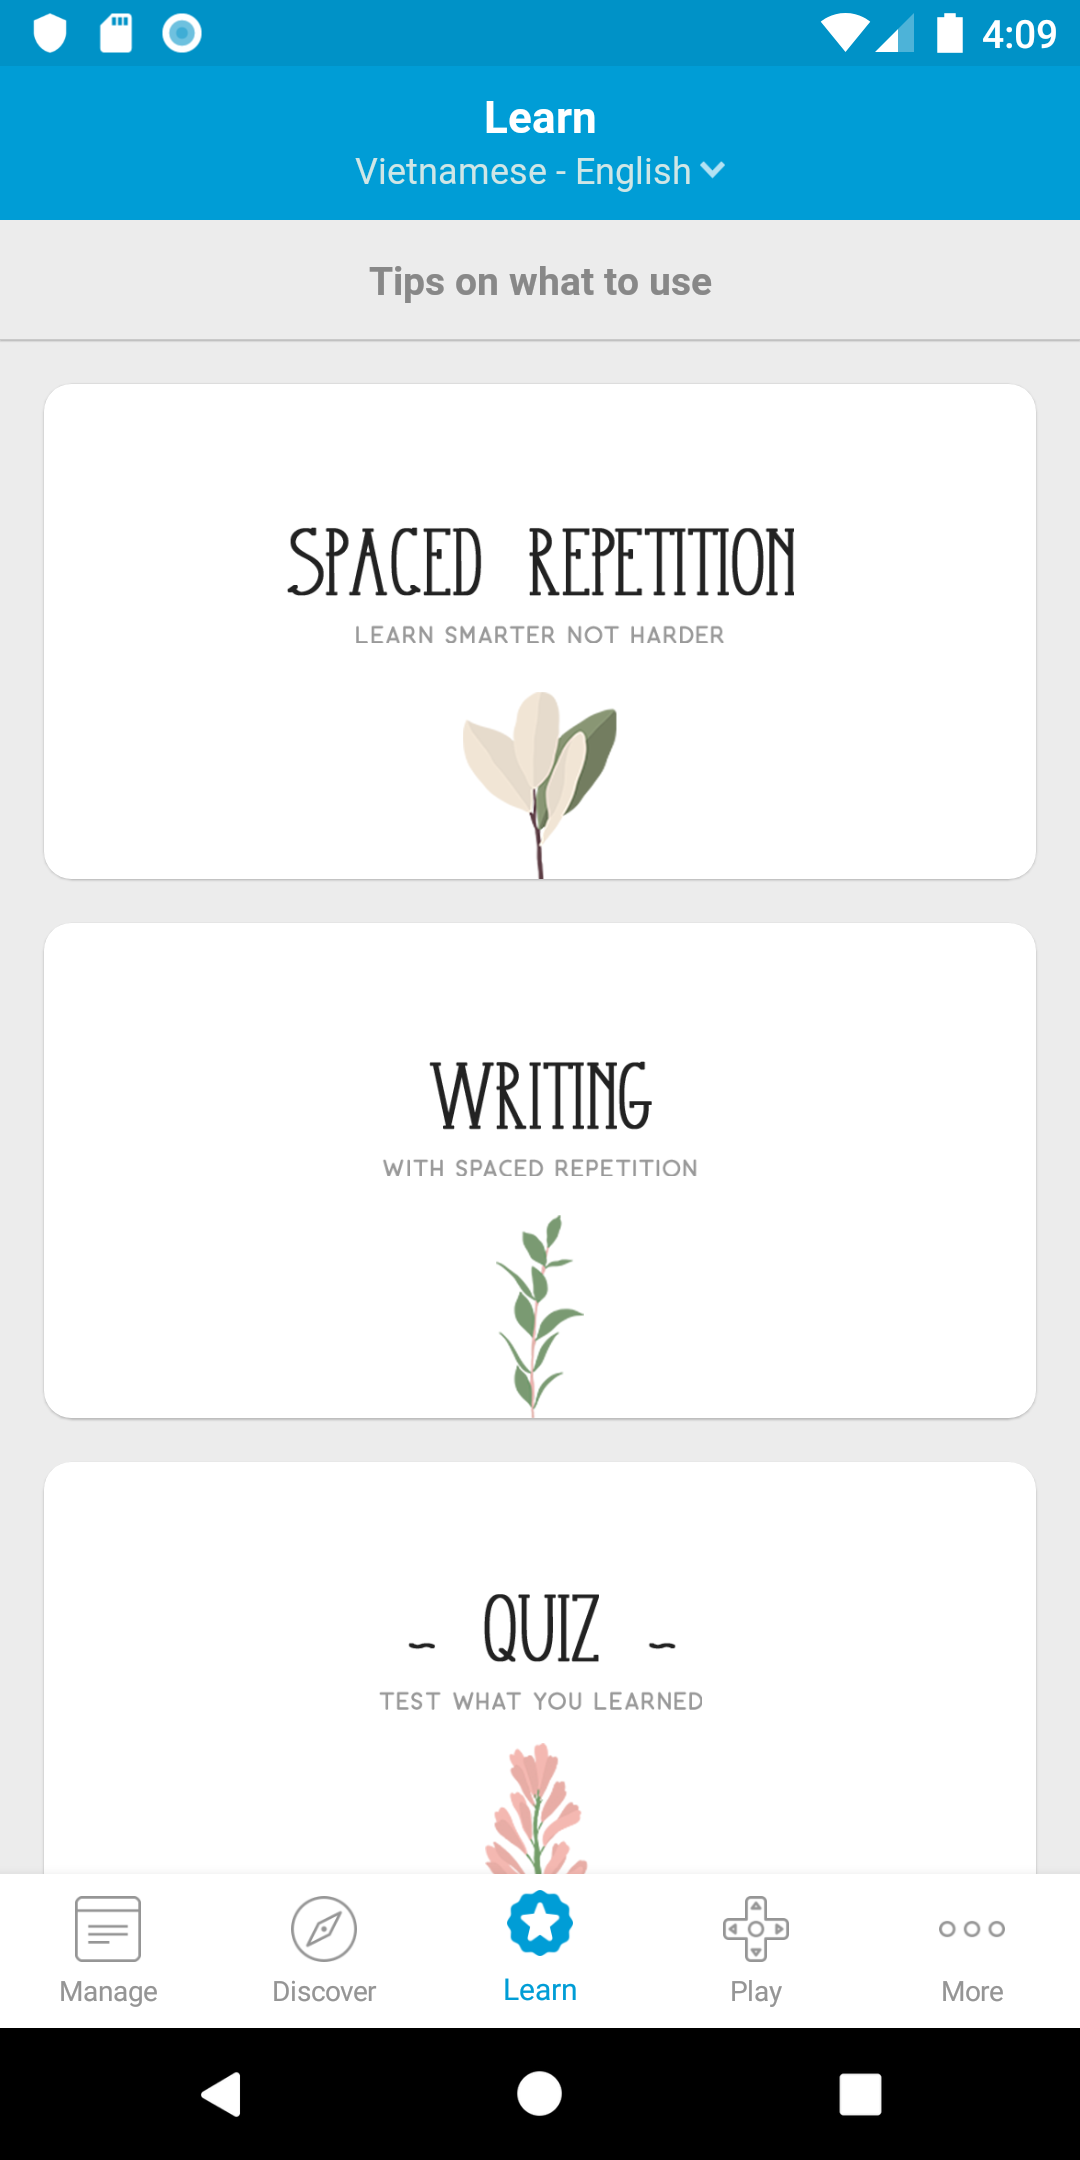 4:09
Learn
Vietnamese - English
Tips on what to use
SPACED REPETITION
LEARN SMARTER NOT HARDER
WRITING
WITH SPACED REPETITION
~ QUIZ ~
TEST WHAT YOU LEARNED
Manage Discover Learn Play More